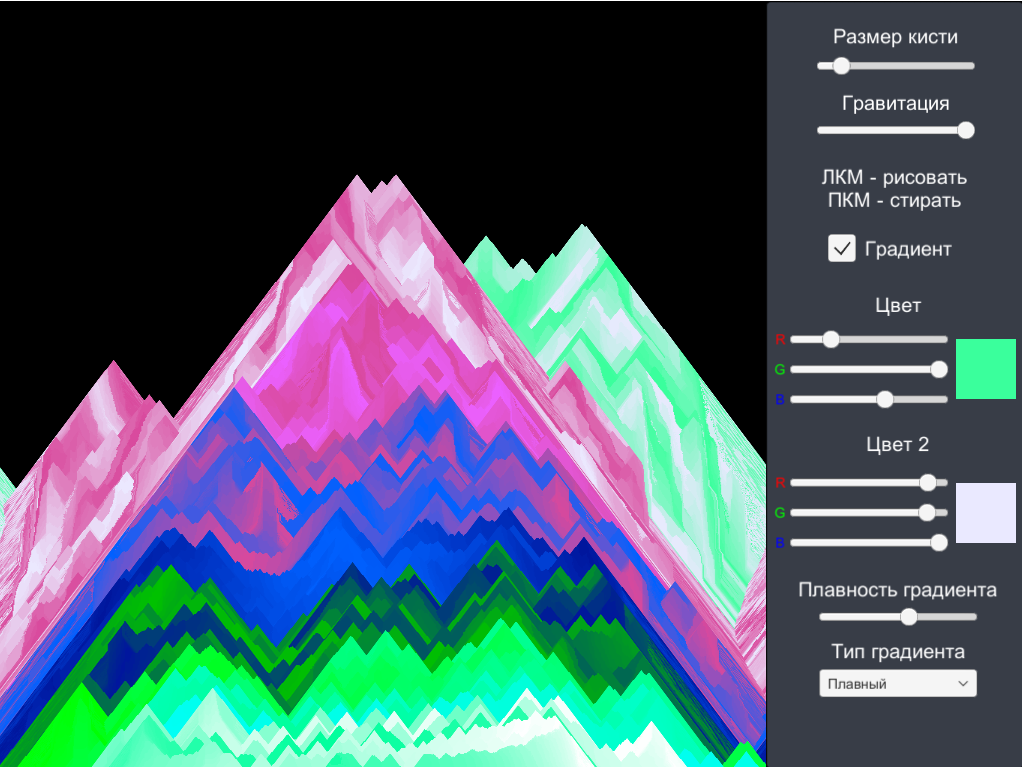 Размер кисти
Гравитация
ЛКМ - рисовать
ПКМ - стирать
Градиент
Цвет
R
G
B
Цвет 2
R
G
B
Плавность градиента
Тип градиента
Плавный